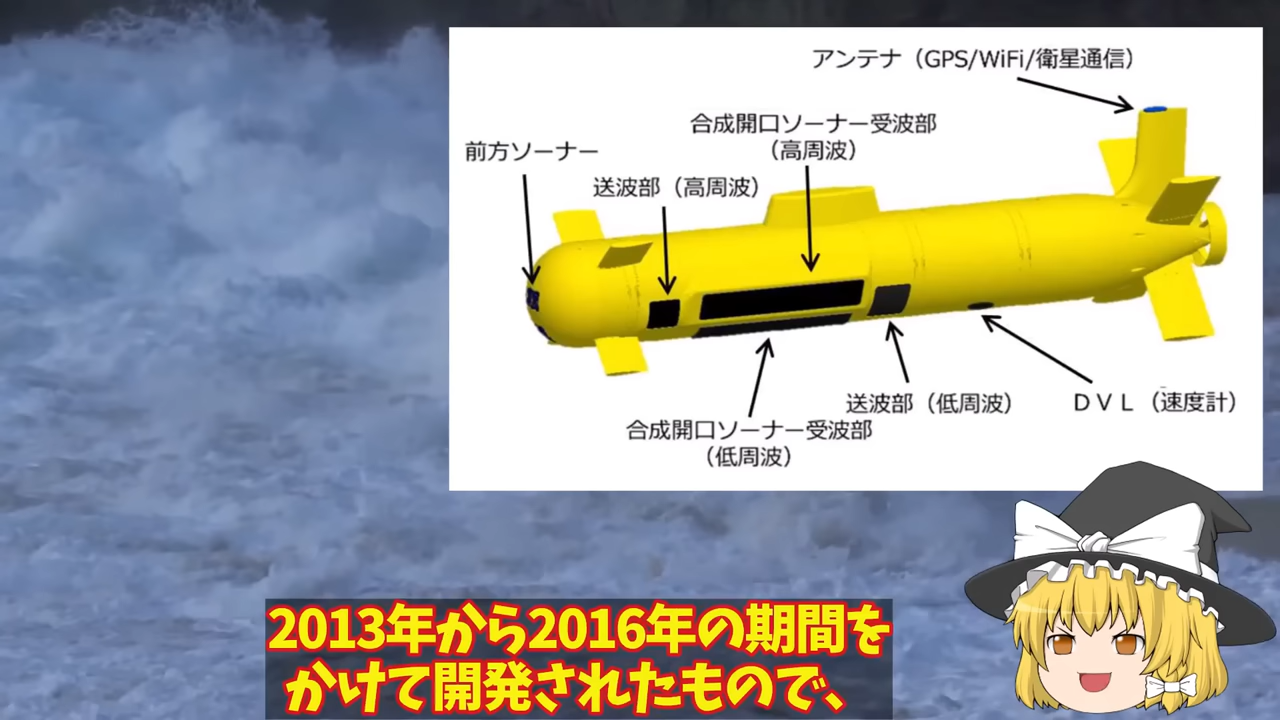 アンテナ（GPS/WiFi/衛星通信）
合成開口ソーナー受波部
（高周波）
前方ソーナー
送波部（高周波）
送波部（低周波）
ＤＶＬ（速度計）
合成開口ソーナー受波部
（低周波）
2013年から2016年の期間を
かけて開発されたもので、